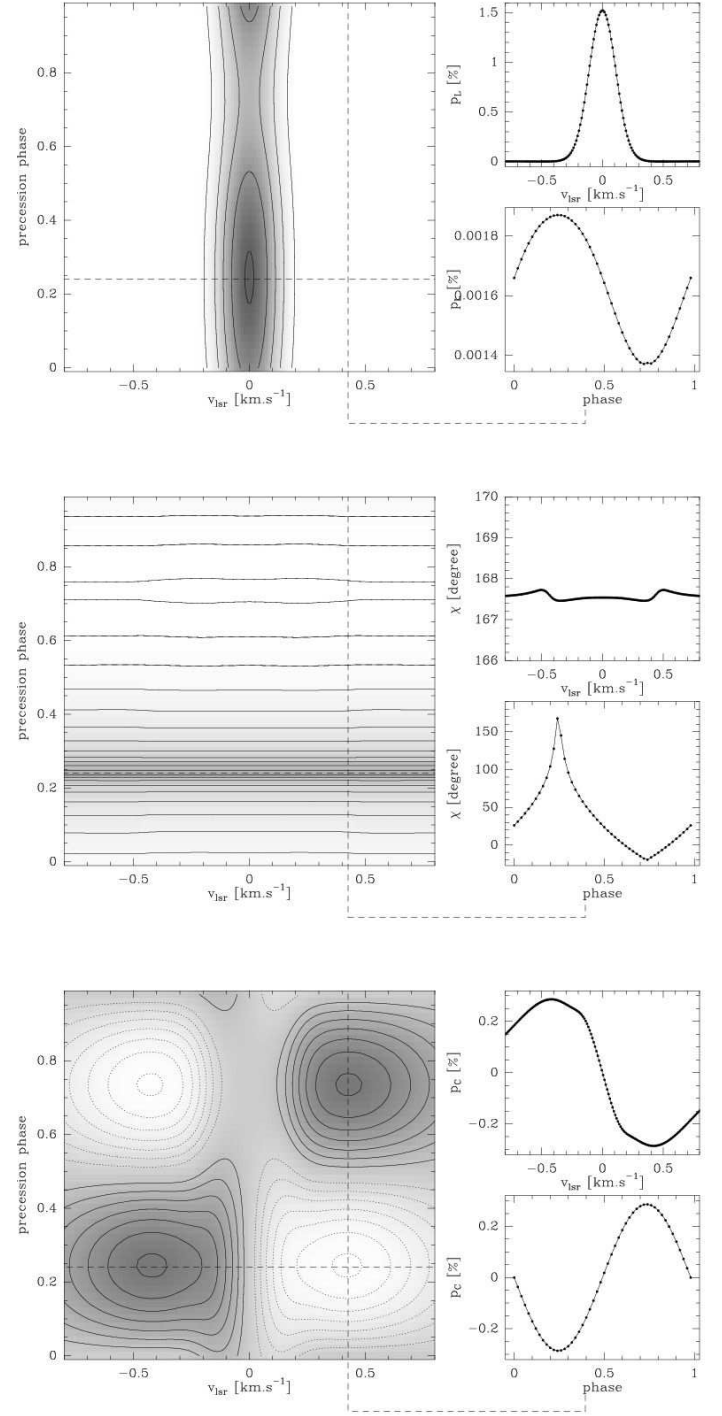 0.8
0.6
0.4
0.2
0
precession phase
−0.5 0 0.5
v_lsr [km.s⁻¹]
1.5
1
0.5
0
p_L [%]
−0.5 0 0.5
v_lsr [km.s⁻¹]
0.0018
0.0016
0.0014
[%]
0 0.5 1
phase
0.8
0.6
0.4
0.2
0
precession phase
−0.5 0 0.5
v_lsr [km.s⁻¹]
170
169
168
167
166
χ [degree]
−0.5 0 0.5
v_lsr [km.s⁻¹]
150
100
50
0
χ [degree]
0 0.5 1
phase
0.8
0.6
0.4
0.2
0
precession phase
−0.5 0 0.5
v_lsr [km.s⁻¹]
0.2
0
−0.2
p_C [%]
−0.5 0 0.5
v_lsr [km.s⁻¹]
0.2
0
−0.2
p_C [%]
0 0.5 1
phase